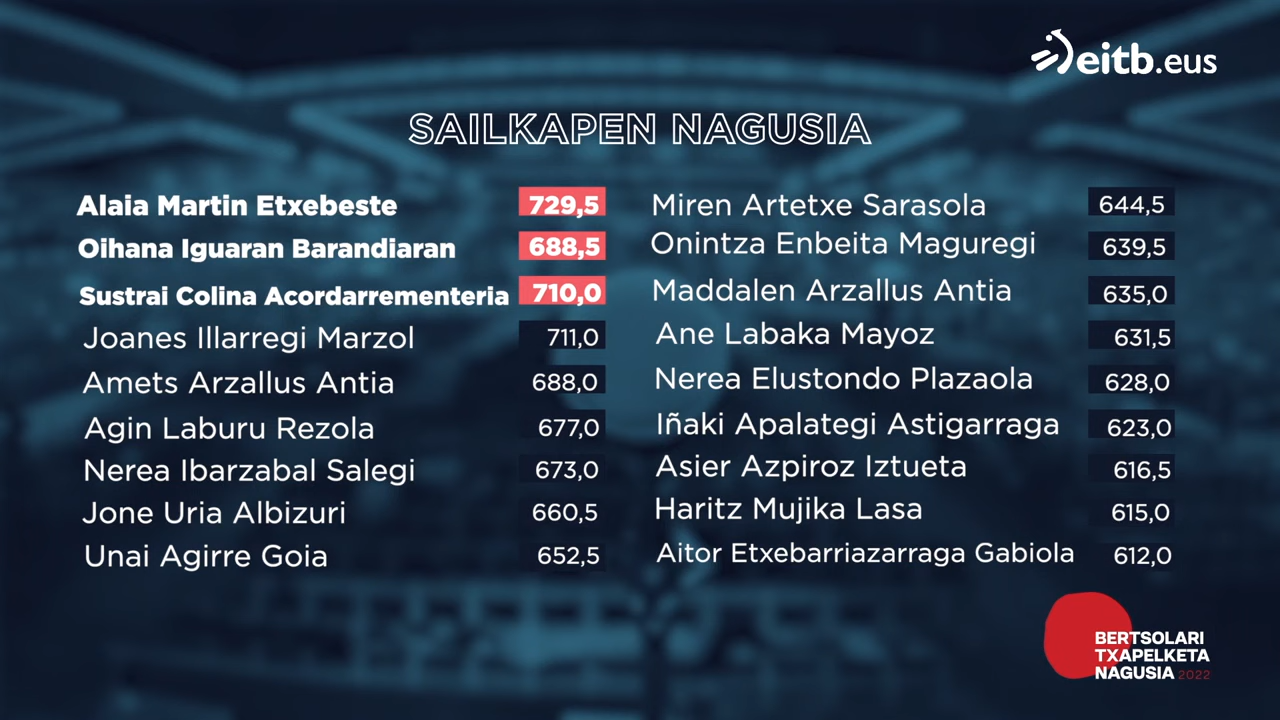 eitb.eus
SAILKAPEN NAGUSIA
Alaia Martin Etxebeste 729,5
Oihana Iguaran Barandiaran 688,5
Sustrai Colina Acordarrementeria 710,0
Joanes Illarregi Marzol 711,0
Amets Arzallus Antia 688,0
Agin Laburu Rezola 677,0
Nerea Ibarzabal Salegi 673,0
Jone Uria Albizuri 660,5
Unai Agirre Goia 652,5
Miren Artetxe Sarasola 644,5
Onintza Enbeita Maguregi 639,5
Maddalen Arzallus Antia 635,0
Ane Labaka Mayoz 631,5
Nerea Elustondo Plazaola 628,0
Iñaki Apalategi Astigarraga 623,0
Asier Azpiroz Iztueta 616,5
Haritz Mujika Lasa 615,0
Aitor Etxebarriazarraga Gabiola 612,0
BERTSOLARI
TXAPELKETA
NAGUSIA 2022